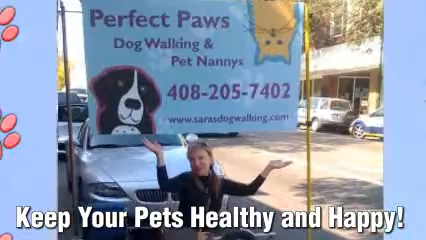 Perfect Paws
Dog Walking &
Pet Nannys
408-205-7402
www.sarasdogwalking.com
Keep Your Pets Healthy and Happy!